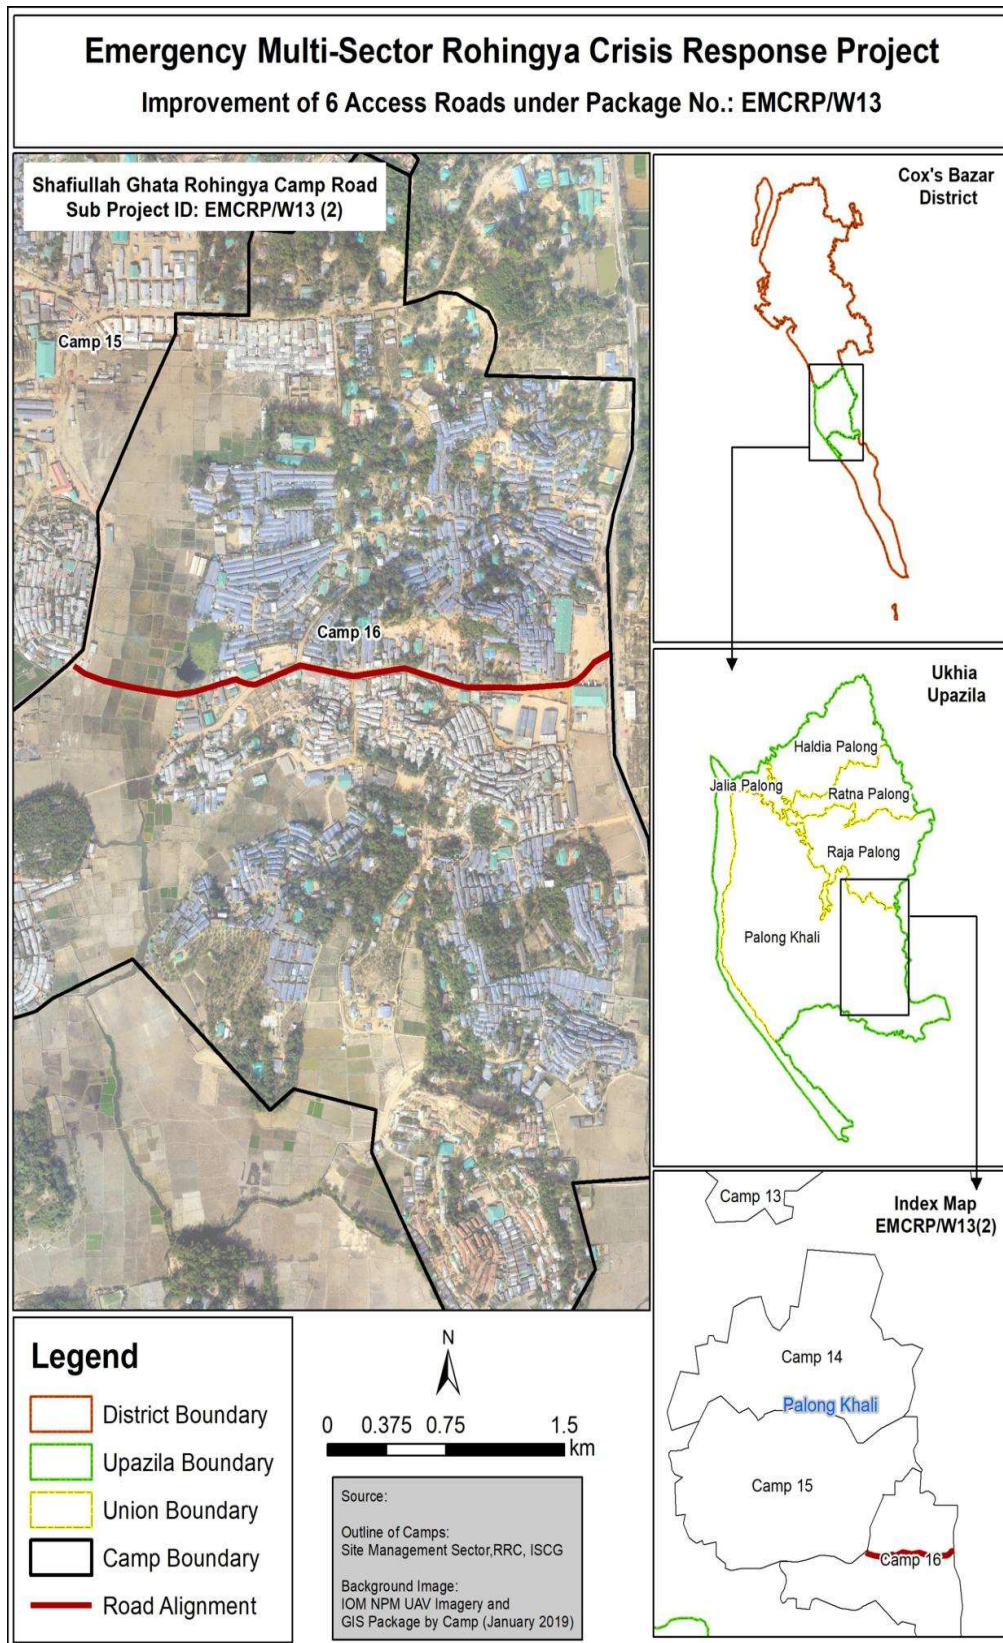 Emergency Multi-Sector Rohingya Crisis Response Project
Improvement of 6 Access Roads under Package No.: EMCRP/W13
Shafiullah Ghata Rohingya Camp Road
Sub Project ID: EMCRP/W13 (2)
Camp 15
Camp 16
Cox's Bazar
District
Ukhia
Upazila
Haldia Palong
Jalia Palong
Ratna Palong
Raja Palong
Palong Khali
Camp 13
Index Map
EMCRP/W13(2)
Camp 14
Palong Khali
Camp 15
Camp 16
Legend
District Boundary
Upazila Boundary
Union Boundary
Camp Boundary
Road Alignment
N
0 0.375 0.75 1.5
km
Source:
Outline of Camps:
Site Management Sector,RRC, ISCG
Background Image:
IOM NPM UAV Imagery and
GIS Package by Camp (January 2019)